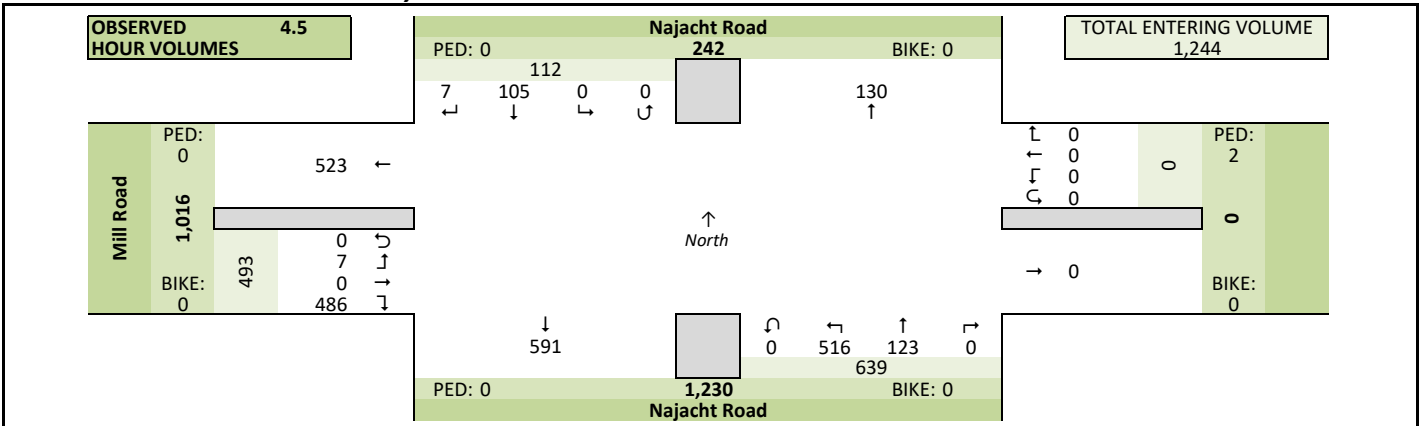 OBSERVED 4.5
HOUR VOLUMES
Najacht Road
PED: 0 242 BIKE: 0
TOTAL ENTERING VOLUME
1,244
112
7 105 0 0 130
↵ ↓ ↳ ↺ ↑
Mill Road
PED:
0
1,016
BIKE:
0
523 ←
493
0 ↺
7 ↳
0 →
486 ↴
↑
North
↱ 0
← 0
↲ 0
↺ 0
0
PED:
2
0
BIKE:
0
→ 0
↓
591
↺ ↰ ↑ ↱
0 516 123 0
639
PED: 0 1,230 BIKE: 0
Najacht Road